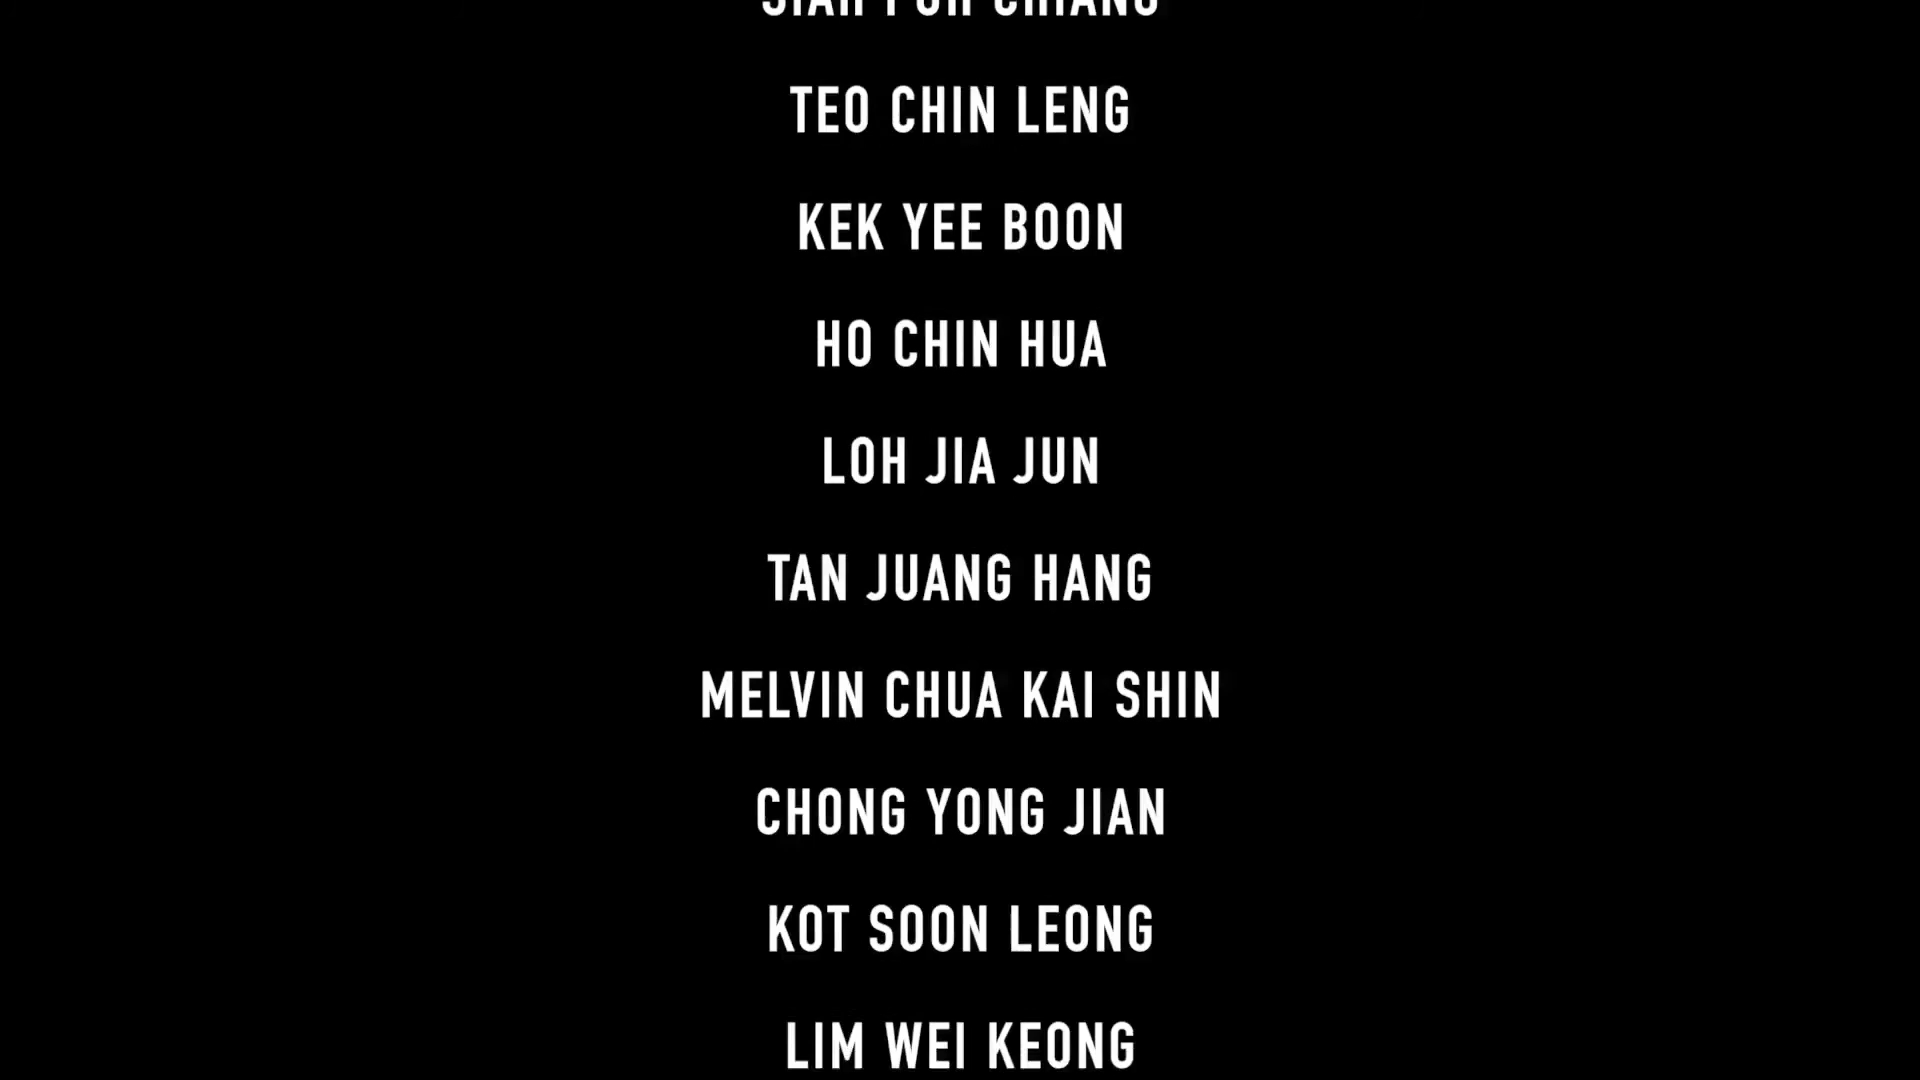 CHIANG
TEO CHIN LENG
KEK YEE BOON
HO CHIN HUA
LOH JIA JUN
TAN JUANG HANG
MELVIN CHUA KAI SHIN
CHONG YONG JIAN
KOT SOON LEONG
LIM WEI KEONG